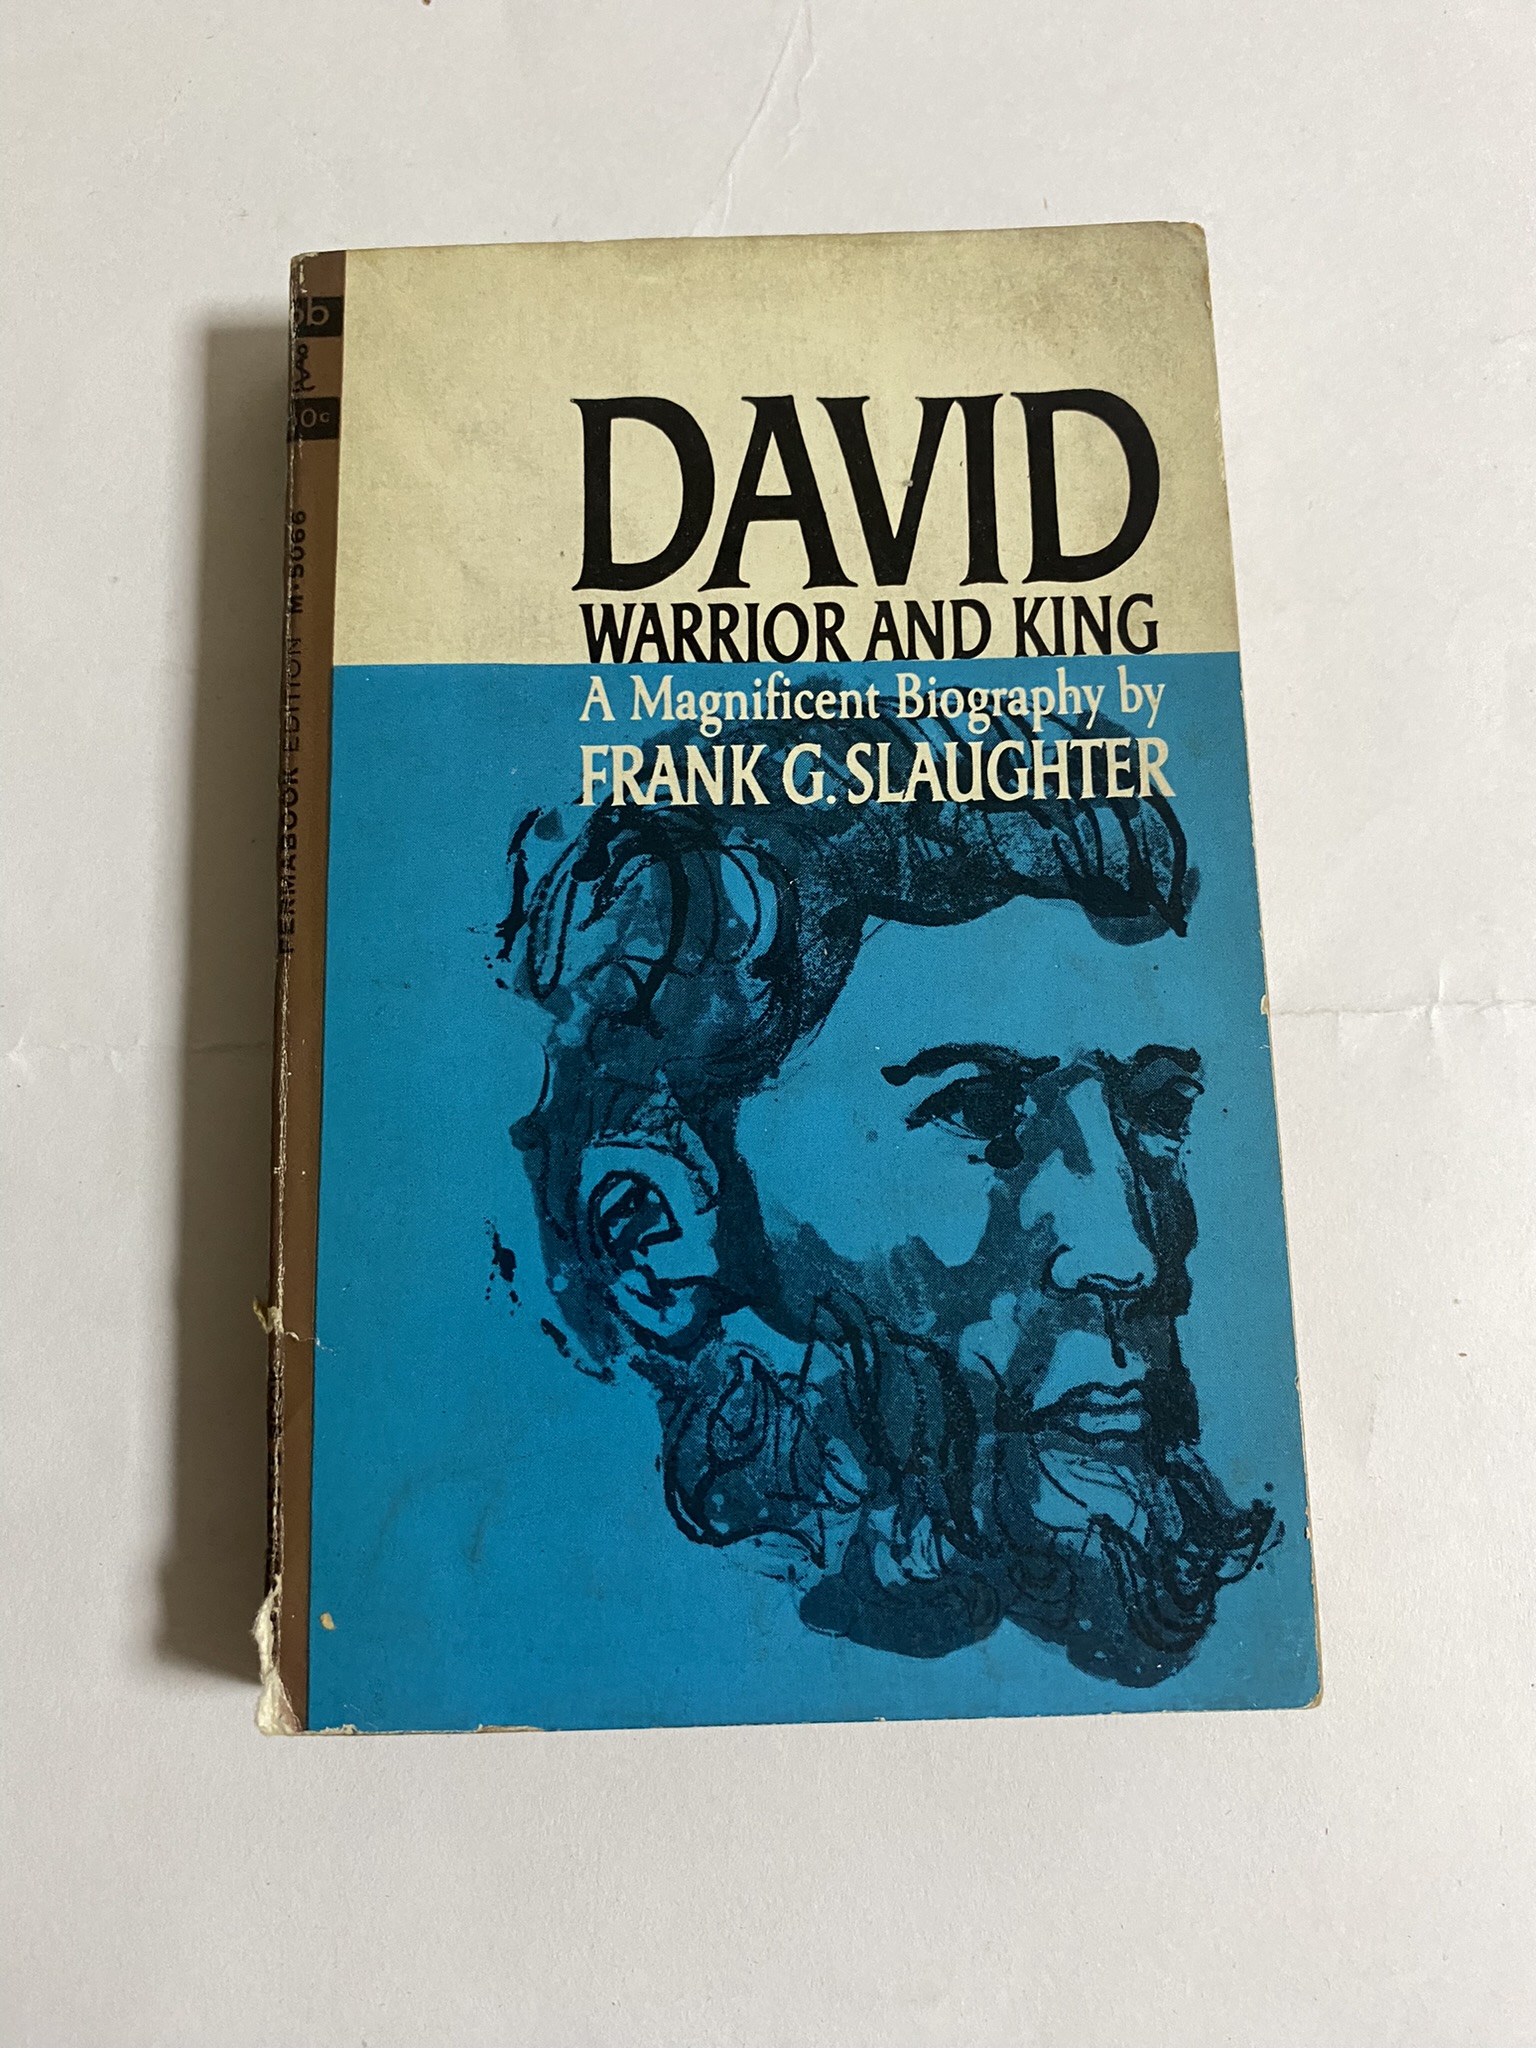 DAVID
WARRIOR AND KING
A Magnificent Biography by
FRANK G. SLAUGHTER
PERMABOOK EDITION M·5066